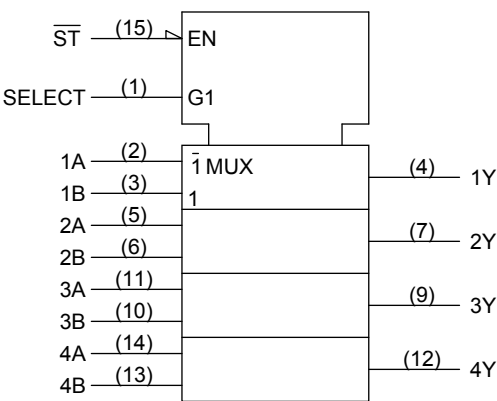 S̅T̅ (15) EN
SELECT (1) G1
1A (2) 1̅ MUX (4) 1Y
1B (3) 1
2A (5) (7) 2Y
2B (6)
3A (11) (9) 3Y
3B (10)
4A (14) (12) 4Y
4B (13)